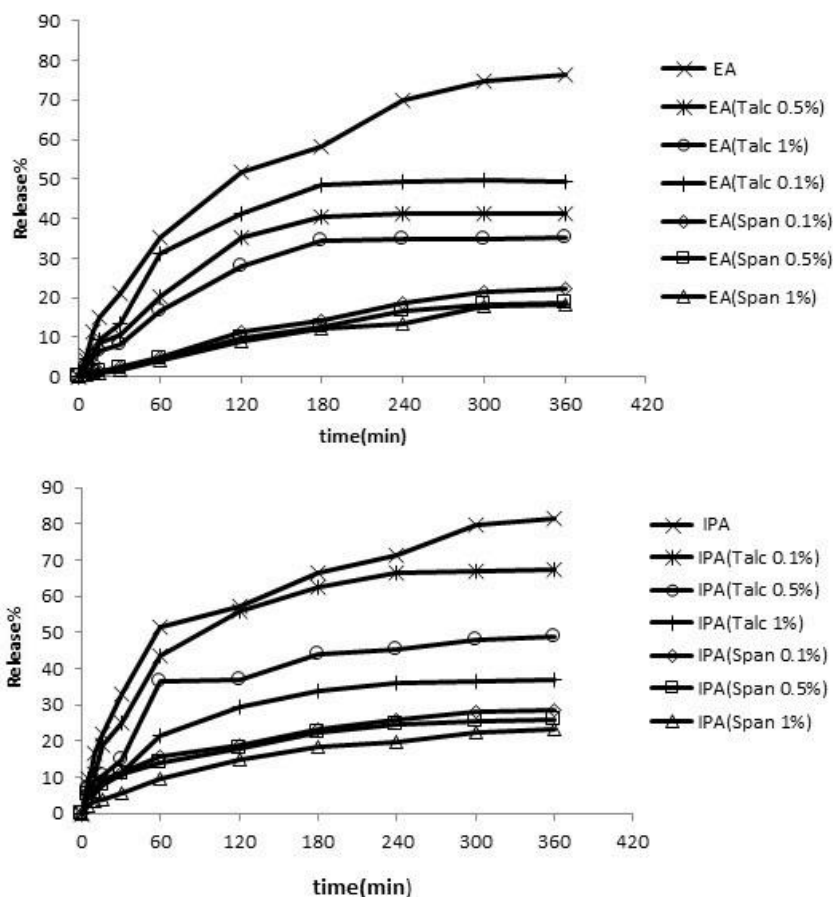 90
80
70
60
50
40
30
20
10
0
Release%
0 60 120 180 240 300 360 420
time(min)
EA
EA(Talc 0.5%)
EA(Talc 1%)
EA(Talc 0.1%)
EA(Span 0.1%)
EA(Span 0.5%)
EA(Span 1%)
90
80
70
60
50
40
30
20
10
0
Release%
0 60 120 180 240 300 360 420
time(min)
IPA
IPA(Talc 0.1%)
IPA(Talc 0.5%)
IPA(Talc 1%)
IPA(Span 0.1%)
IPA(Span 0.5%)
IPA(Span 1%)